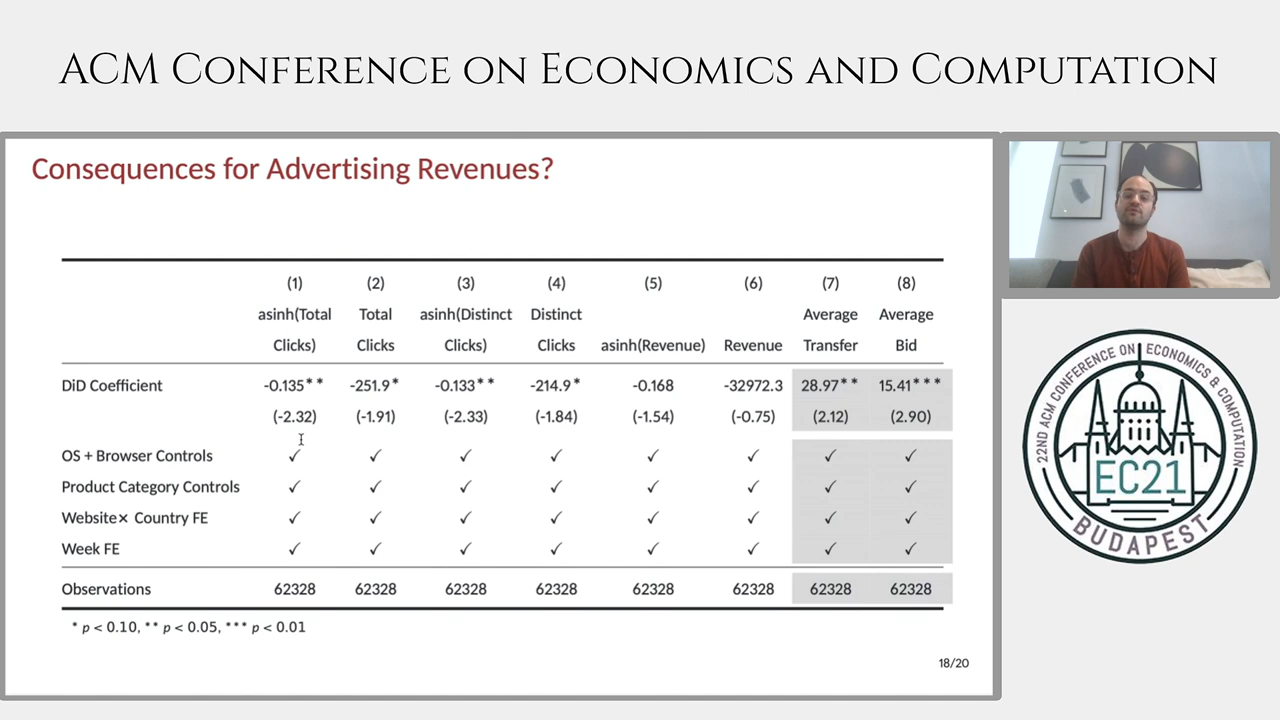 ACM Conference on Economics and Computation
Consequences for Advertising Revenues?
(1) (2) (3) (4) (5) (6) (7) (8)
asinh(Total Total asinh(Distinct Distinct Average Average
Clicks) Clicks Clicks) Clicks asinh(Revenue) Revenue Transfer Bid
DiD Coefficient -0.135** -251.9* -0.133** -214.9* -0.168 -32972.3 28.97** 15.41***
(-2.32) (-1.91) (-2.33) (-1.84) (-1.54) (-0.75) (2.12) (2.90)
OS + Browser Controls ✓ ✓ ✓ ✓ ✓ ✓ ✓ ✓
Product Category Controls ✓ ✓ ✓ ✓ ✓ ✓ ✓ ✓
Website× Country FE ✓ ✓ ✓ ✓ ✓ ✓ ✓ ✓
Week FE ✓ ✓ ✓ ✓ ✓ ✓ ✓ ✓
Observations 62328 62328 62328 62328 62328 62328 62328 62328
* p < 0.10, ** p < 0.05, *** p < 0.01
18/20
22ND ACM CONFERENCE ON ECONOMICS & COMPUTATION
EC21
BUDAPEST